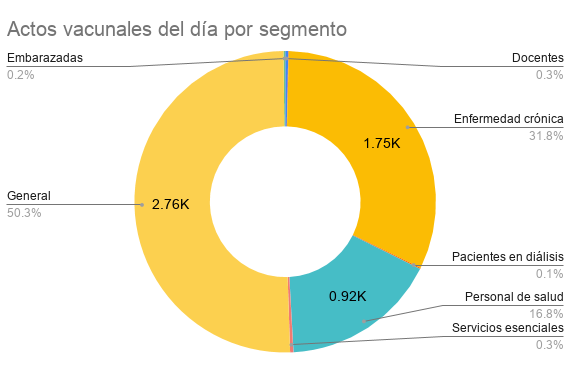 Actos vacunales del día por segmento
Embarazadas
0.2%
Docentes
0.3%
Enfermedad crónica
31.8%
1.75K
General
50.3%
2.76K
Pacientes en diálisis
0.1%
0.92K
Personal de salud
16.8%
Servicios esenciales
0.3%